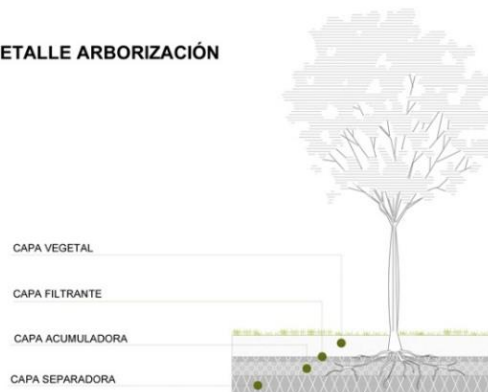 ETALLE ARBORIZACIÓN
CAPA VEGETAL
CAPA FILTRANTE
CAPA ACUMULADORA
CAPA SEPARADORA